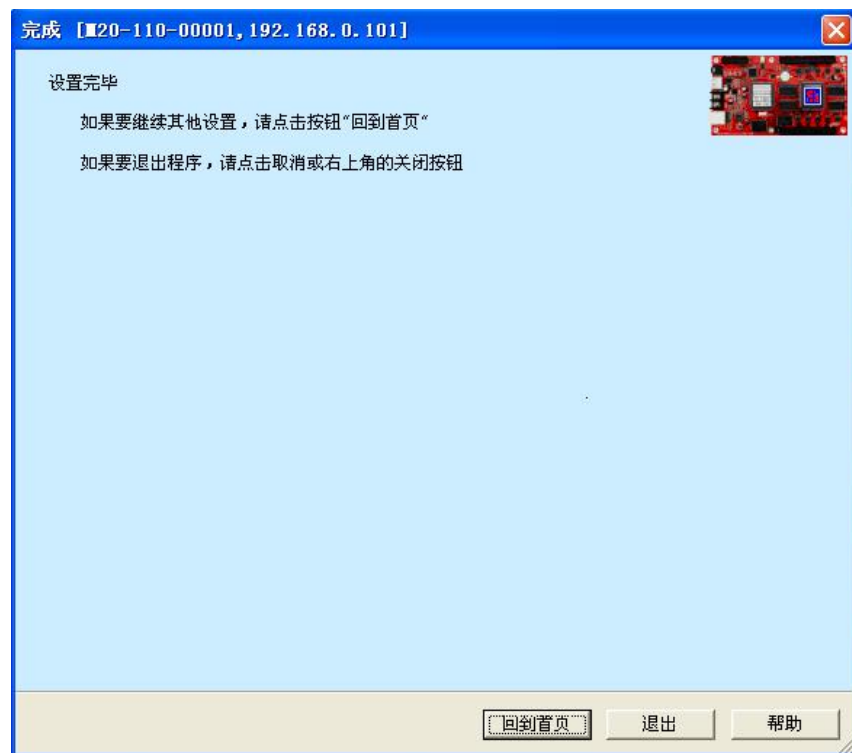 完成 [M20-110-00001,192.168.0.101]
设置完毕
如果要继续其他设置，请点击按钮“回到首页“
如果要退出程序，请点击取消或右上角的关闭按钮
回到首页 退出 帮助